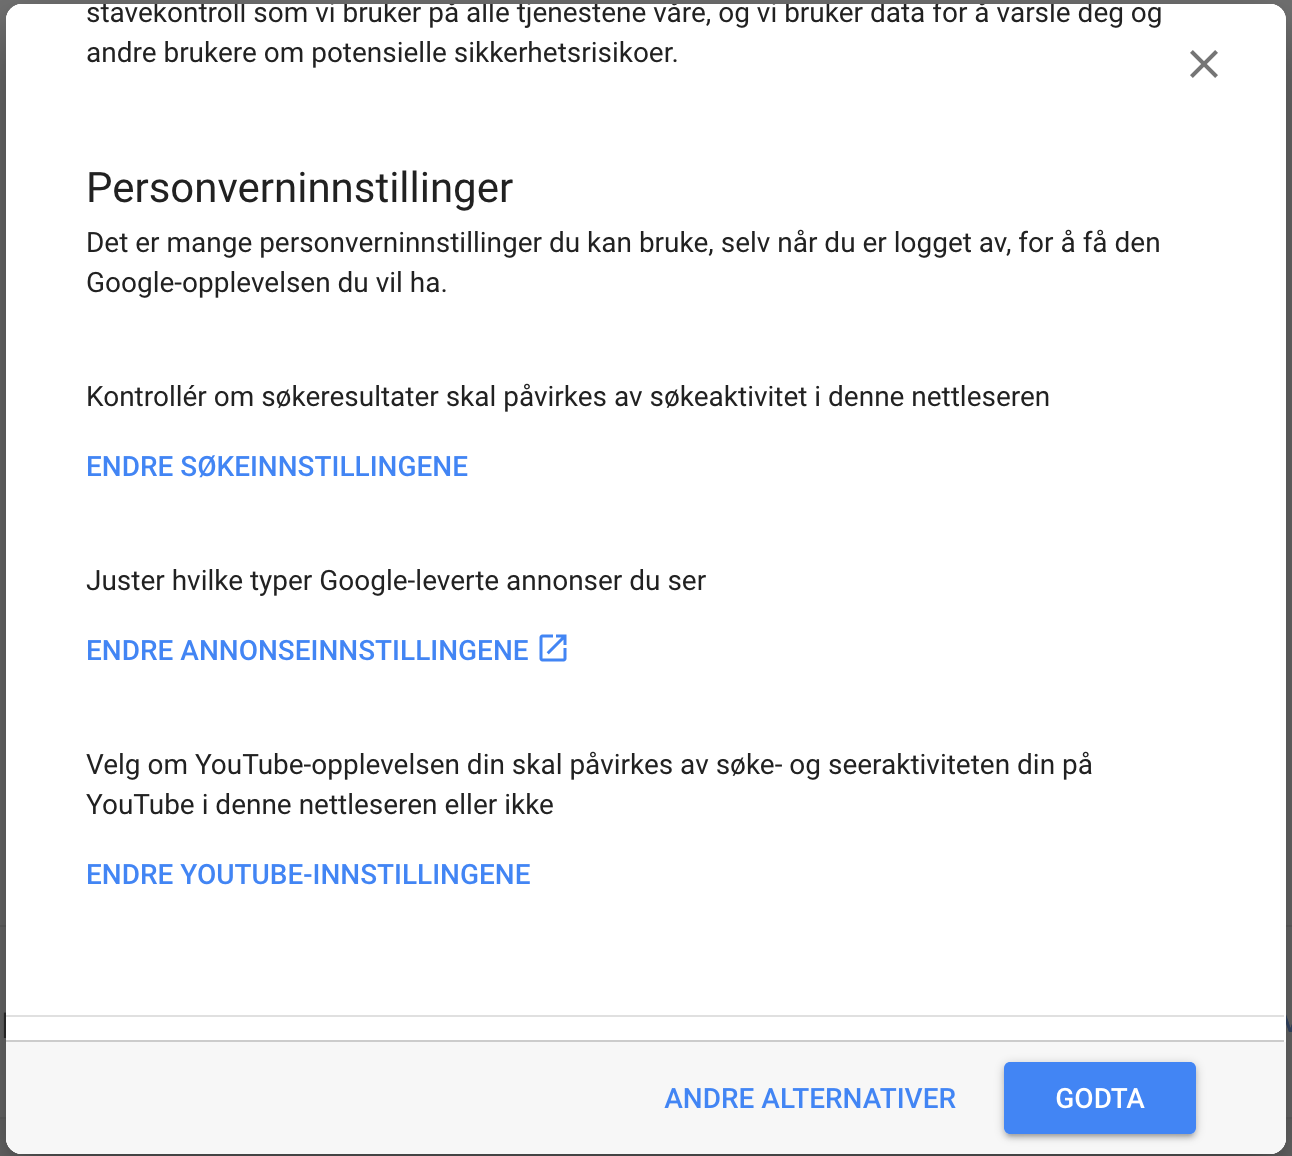 stavekontroll som vi bruker på alle tjenestene våre, og vi bruker data for å varsle deg og
andre brukere om potensielle sikkerhetsrisikoer.
Personverninnstillinger
Det er mange personverninnstillinger du kan bruke, selv når du er logget av, for å få den
Google-opplevelsen du vil ha.
Kontrollér om søkeresultater skal påvirkes av søkeaktivitet i denne nettleseren
ENDRE SØKEINNSTILLINGENE
Juster hvilke typer Google-leverte annonser du ser
ENDRE ANNONSEINNSTILLINGENE
Velg om YouTube-opplevelsen din skal påvirkes av søke- og seeraktiviteten din på
YouTube i denne nettleseren eller ikke
ENDRE YOUTUBE-INNSTILLINGENE
ANDRE ALTERNATIVER
GODTA